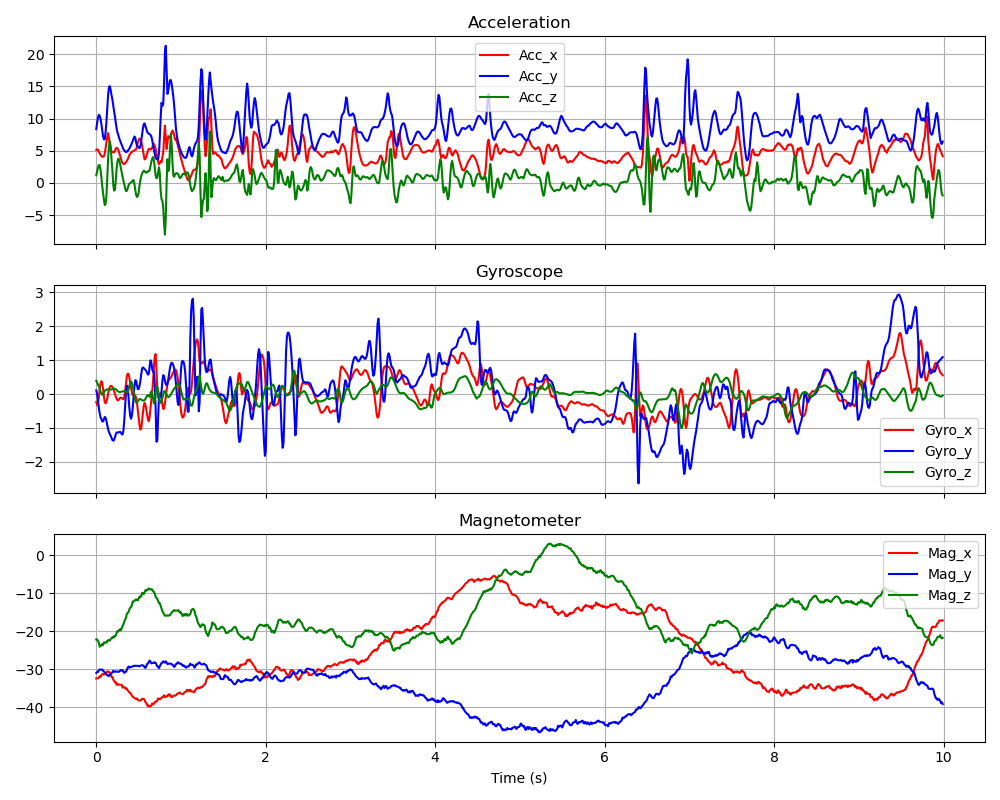 Acceleration
20
15
10
5
0
−5
Acc_x
Acc_y
Acc_z
Gyroscope
3
2
1
0
−1
−2
Gyro_x
Gyro_y
Gyro_z
Magnetometer
0
−10
−20
−30
−40
Mag_x
Mag_y
Mag_z
0 2 4 6 8 10
Time (s)